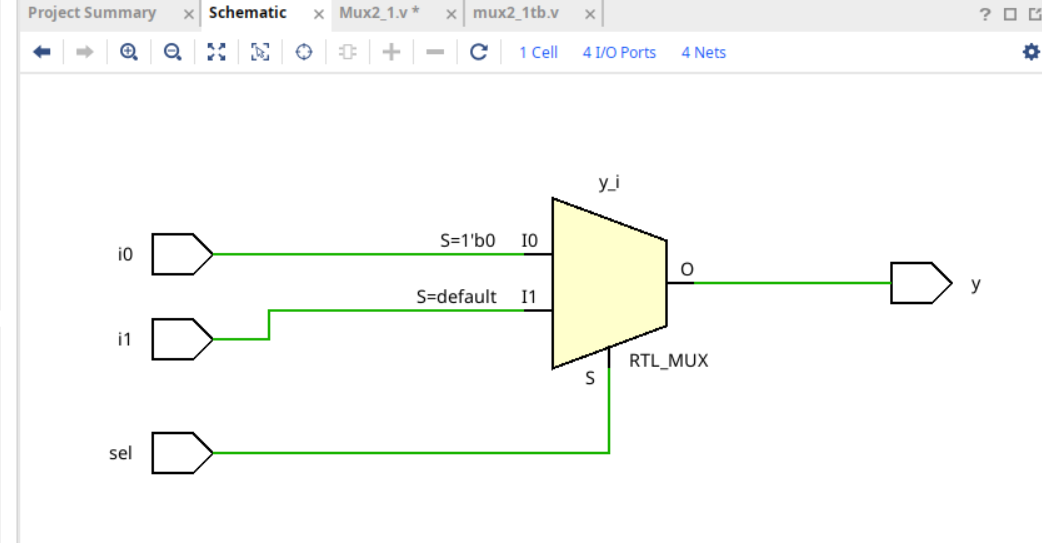 Project Summary × Schematic × Mux2_1.v * × mux2_1tb.v × ?
1 Cell 4 I/O Ports 4 Nets
y_i
S=1'b0 I0
i0
O
S=default I1
y
i1
RTL_MUX
S
sel